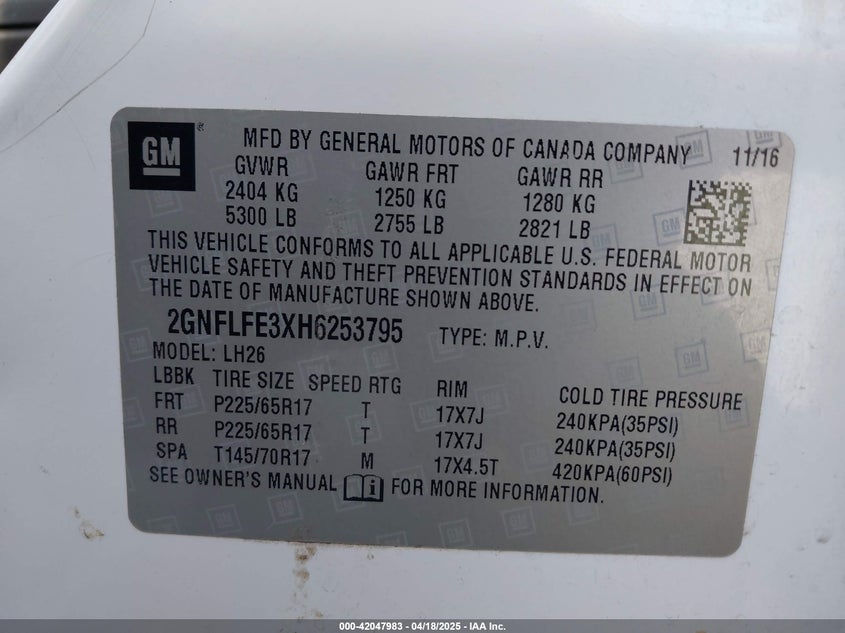 GM ®
MFD BY GENERAL MOTORS OF CANADA COMPANY 11/16
GVWR GAWR FRT GAWR RR
2404 KG 1250 KG 1280 KG
5300 LB 2755 LB 2821 LB
THIS VEHICLE CONFORMS TO ALL APPLICABLE U.S. FEDERAL MOTOR
VEHICLE SAFETY AND THEFT PREVENTION STANDARDS IN EFFECT ON
THE DATE OF MANUFACTURE SHOWN ABOVE.
2GNFLFE3XH6253795 TYPE: M.P.V.
MODEL: LH26
LBBK TIRE SIZE SPEED RTG RIM COLD TIRE PRESSURE
FRT P225/65R17 T 17X7J 240KPA(35PSI)
RR P225/65R17 T 17X7J 240KPA(35PSI)
SPA T145/70R17 M 17X4.5T 420KPA(60PSI)
SEE OWNER'S MANUAL FOR MORE INFORMATION.
000-42047983 - 04/18/2025 - IAA Inc.